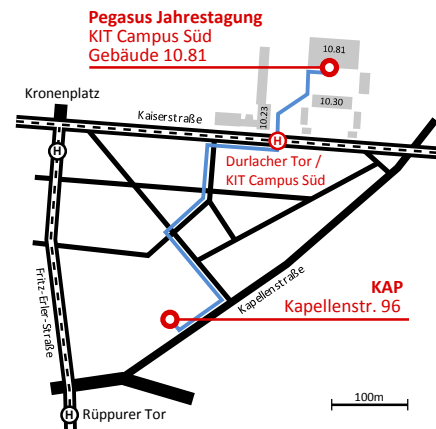 Pegasus Jahrestagung
KIT Campus Süd
Gebäude 10.81
10.81
Kronenplatz
10.30
Kaiserstraße
10.23
H
H
Durlacher Tor /
KIT Campus Süd
Fritz-Erler-Straße
Kapellenstraße
KAP
Kapellenstr. 96
100m
H
Rüppurer Tor